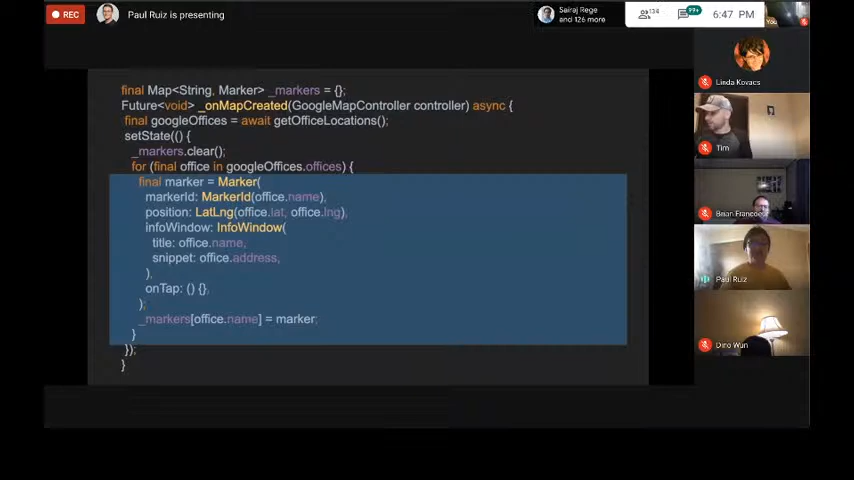 REC
Paul Ruiz is presenting
Sairaj Rege
and 126 more
134
99+
6:47 PM
You
final Map<String, Marker> _markers = {};
Future<void> _onMapCreated(GoogleMapController controller) async {
final googleOffices = await getOfficeLocations();
setState(() {
_markers.clear();
for (final office in googleOffices.offices) {
final marker = Marker(
markerId: MarkerId(office.name),
position: LatLng(office.lat, office.lng),
infoWindow: InfoWindow(
title: office.name,
snippet: office.address,
),
onTap: () {},
);
_markers[office.name] = marker;
}
});
}
Linda Kovacs
Tim
Brian Francoeur
Paul Ruiz
Dino Wun